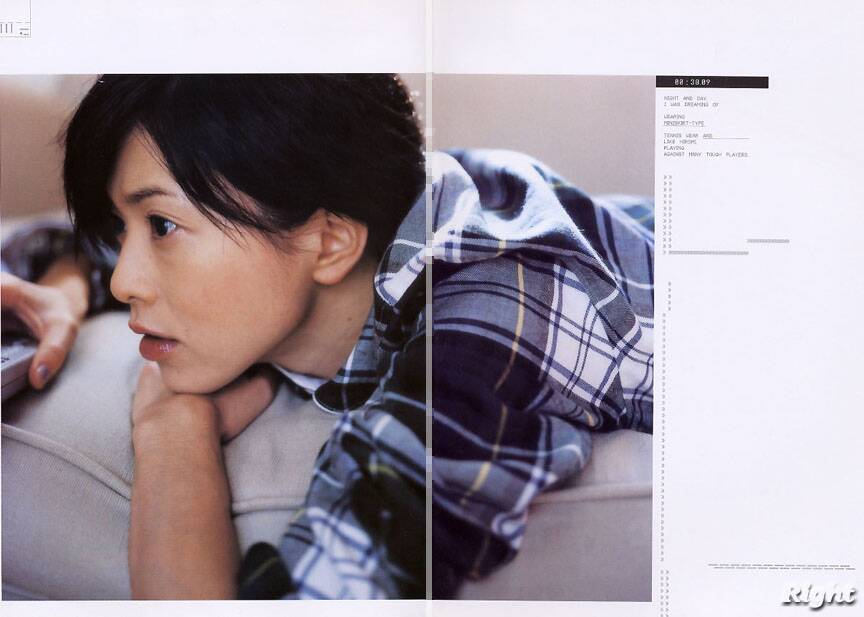 00:38.09
NIGHT AND DAY
I WAS DREAMING OF
WEARING
MINISKIRT-TYPE
TENNIS WEAR AND
LIKE HIROMI
PLAYING
AGAINST MANY TOUGH PLAYERS
Right